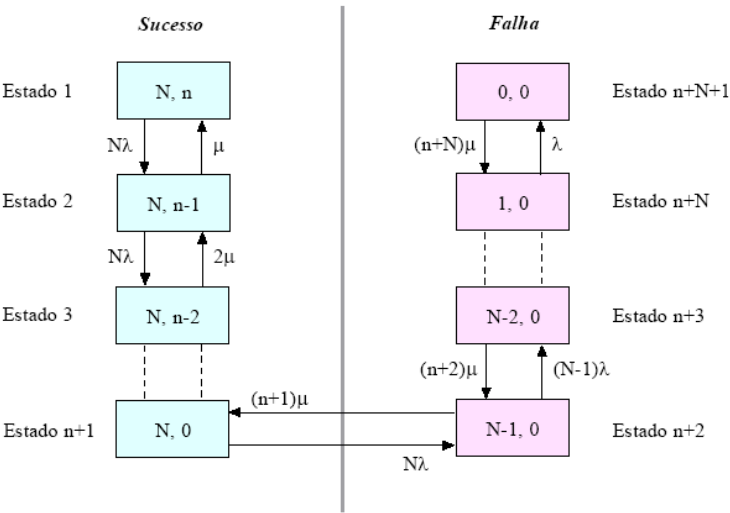 Sucesso
Falha
Estado 1
N, n
0, 0
Estado n+N+1
Nλ
μ
(n+N)μ
λ
Estado 2
N, n-1
1, 0
Estado n+N
Nλ
2μ
Estado 3
N, n-2
N-2, 0
Estado n+3
(n+2)μ
(N-1)λ
(n+1)μ
Estado n+1
N, 0
N-1, 0
Estado n+2
Nλ